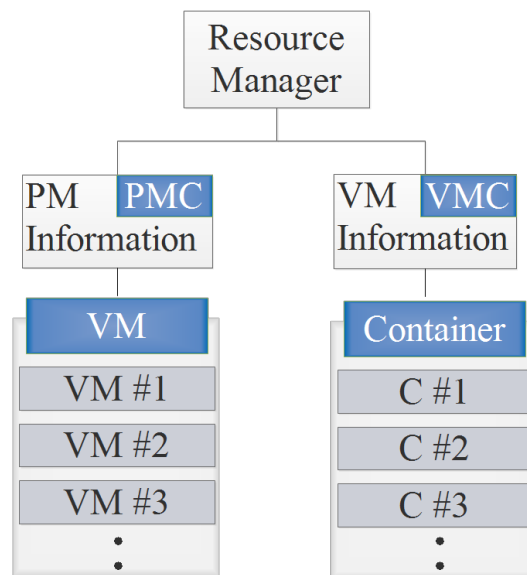 Resource
Manager
PM PMC
Information
VM VMC
Information
VM
VM #1
VM #2
VM #3
Container
C #1
C #2
C #3